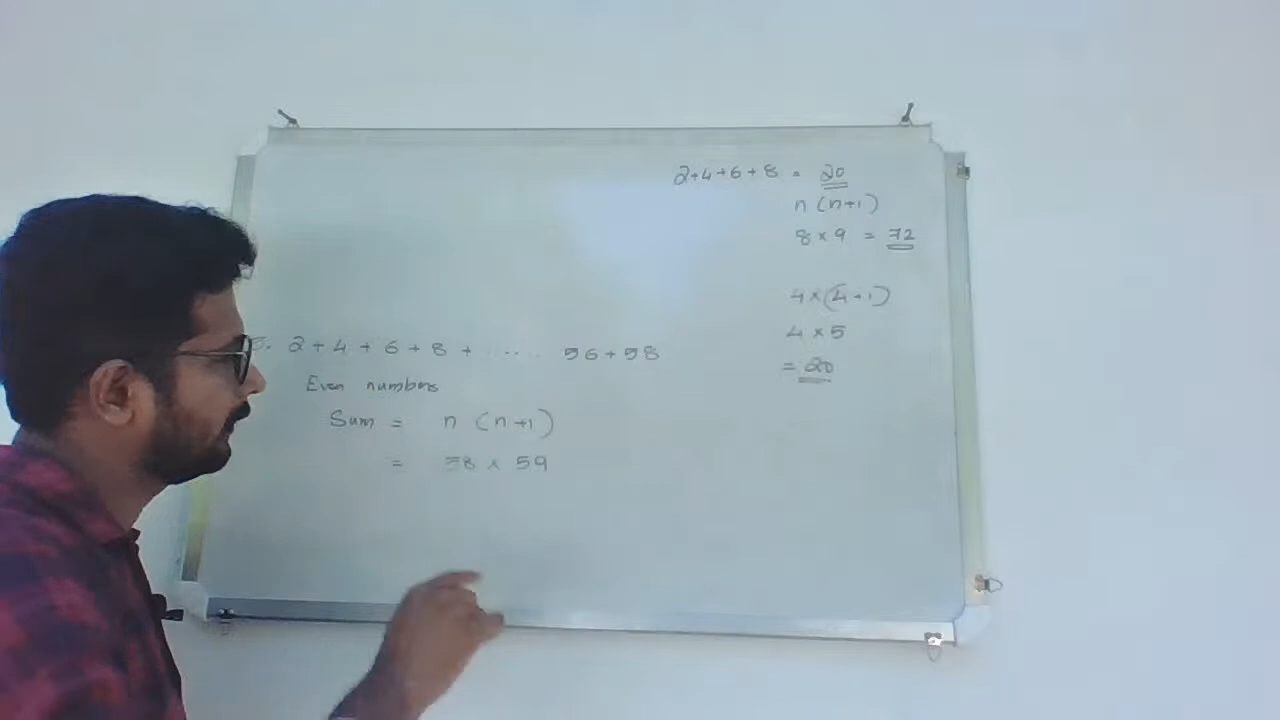 2+4+6+8 = 20
n (n+1)
8 × 9 = 72
4 × (4+1)
4 × 5
= 20
2 + 4 + 6 + 8 + ...... 56 + 58
Even numbers
Sum = n (n+1)
= 58 × 59